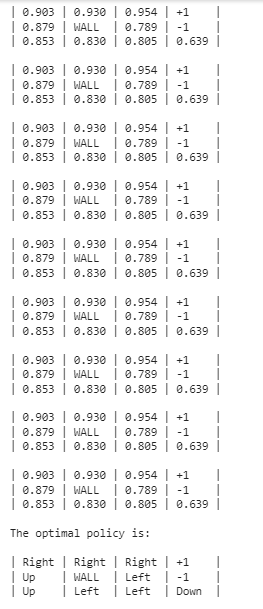 | 0.903 | 0.930 | 0.954 | +1 |
| 0.879 | WALL | 0.789 | -1 |
| 0.853 | 0.830 | 0.805 | 0.639 |
| 0.903 | 0.930 | 0.954 | +1 |
| 0.879 | WALL | 0.789 | -1 |
| 0.853 | 0.830 | 0.805 | 0.639 |
| 0.903 | 0.930 | 0.954 | +1 |
| 0.879 | WALL | 0.789 | -1 |
| 0.853 | 0.830 | 0.805 | 0.639 |
| 0.903 | 0.930 | 0.954 | +1 |
| 0.879 | WALL | 0.789 | -1 |
| 0.853 | 0.830 | 0.805 | 0.639 |
| 0.903 | 0.930 | 0.954 | +1 |
| 0.879 | WALL | 0.789 | -1 |
| 0.853 | 0.830 | 0.805 | 0.639 |
| 0.903 | 0.930 | 0.954 | +1 |
| 0.879 | WALL | 0.789 | -1 |
| 0.853 | 0.830 | 0.805 | 0.639 |
| 0.903 | 0.930 | 0.954 | +1 |
| 0.879 | WALL | 0.789 | -1 |
| 0.853 | 0.830 | 0.805 | 0.639 |
| 0.903 | 0.930 | 0.954 | +1 |
| 0.879 | WALL | 0.789 | -1 |
| 0.853 | 0.830 | 0.805 | 0.639 |
| 0.903 | 0.930 | 0.954 | +1 |
| 0.879 | WALL | 0.789 | -1 |
| 0.853 | 0.830 | 0.805 | 0.639 |
The optimal policy is:
| Right | Right | Right | +1 |
| Up | WALL | Left | -1 |
| Up | Left | Left | Down |